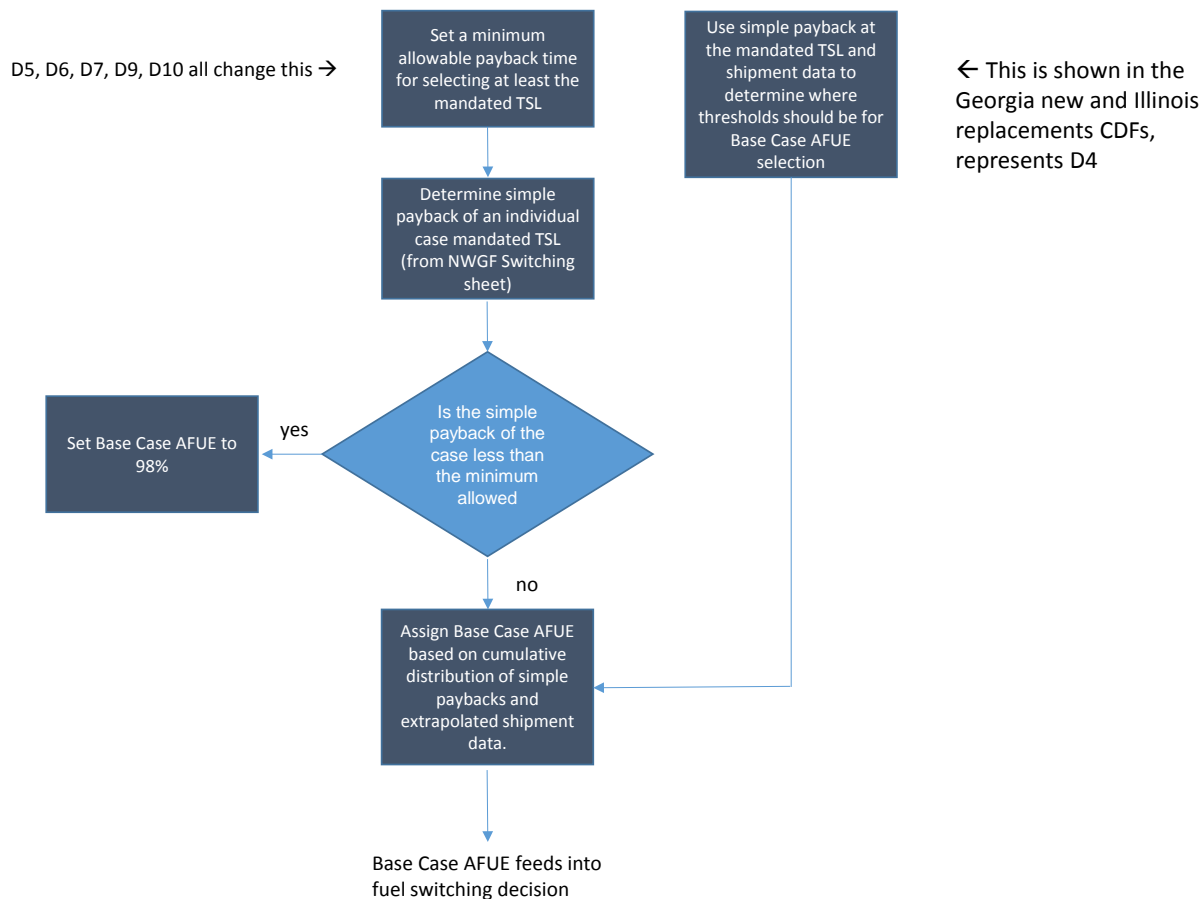 Set a minimum
allowable payback time
for selecting at least the
mandated TSL
Use simple payback at
the mandated TSL and
shipment data to
determine where
thresholds should be for
Base Case AFUE
selection
D5, D6, D7, D9, D10 all change this →
← This is shown in the
Georgia new and Illinois
replacements CDFs,
represents D4
Determine simple
payback of an individual
case mandated TSL
(from NWGF Switching
sheet)
Is the simple
payback of the
case less than
the minimum
allowed
yes
Set Base Case AFUE to
98%
no
Assign Base Case AFUE
based on cumulative
distribution of simple
paybacks and
extrapolated shipment
data.
Base Case AFUE feeds into
fuel switching decision